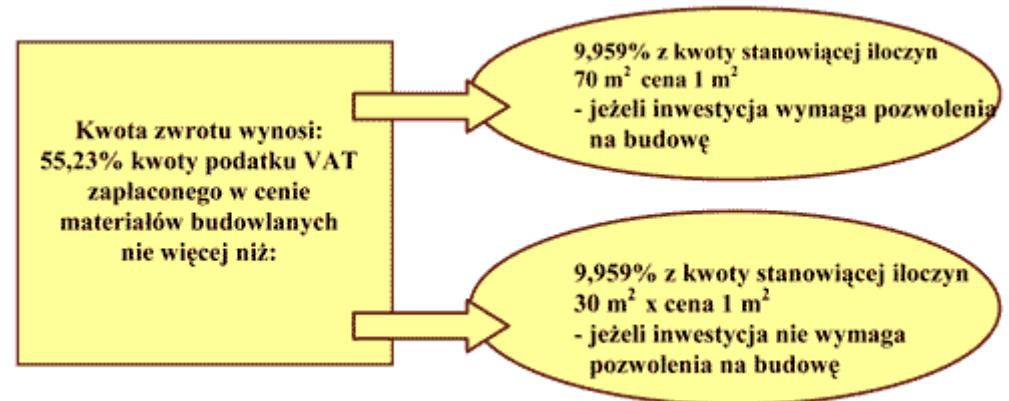 Kwota zwrotu wynosi:
55,23% kwoty podatku VAT
zapłaconego w cenie
materiałów budowlanych
nie więcej niż:
9,959% z kwoty stanowiącej iloczyn
70 m² cena 1 m²
- jeżeli inwestycja wymaga pozwolenia
na budowę
9,959% z kwoty stanowiącej iloczyn
30 m² x cena 1 m²
- jeżeli inwestycja nie wymaga
pozwolenia na budowę